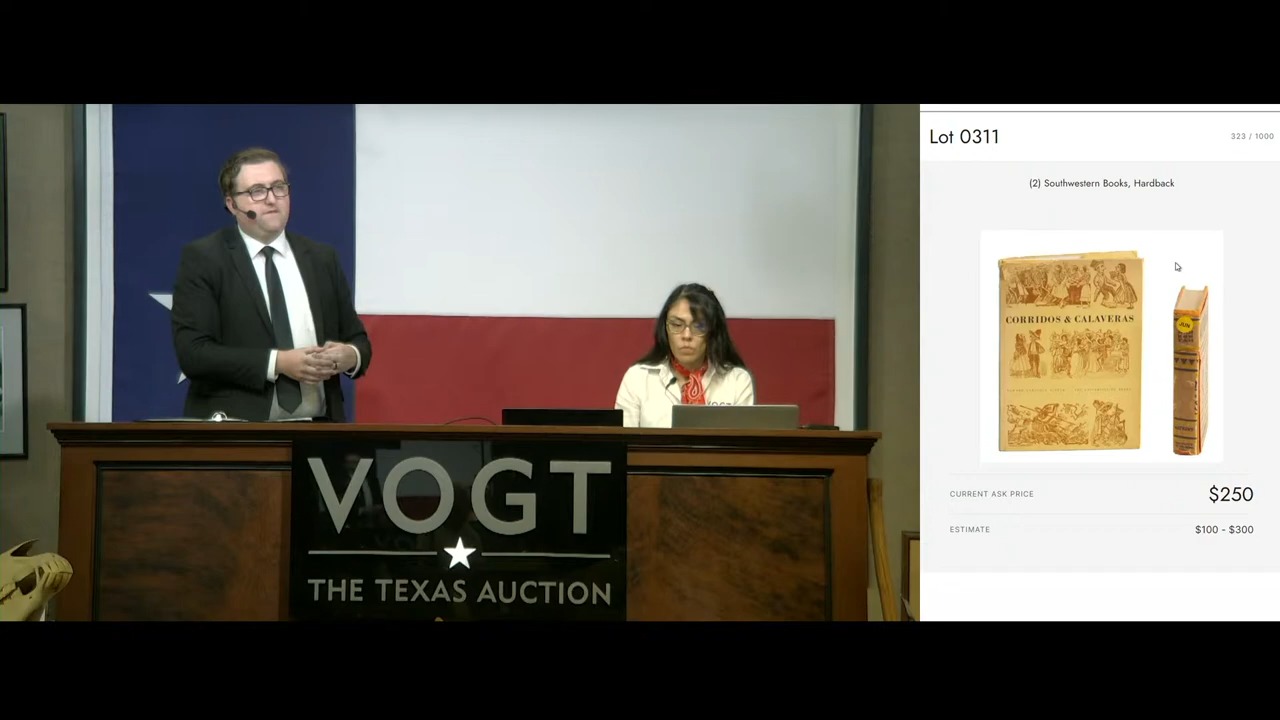 Lot 0311
323 / 1000
(2) Southwestern Books, Hardback
CORRIDOS & CALAVERAS
JUN
CURRENT ASK PRICE
$250
ESTIMATE
$100 - $300
VOGT
THE TEXAS AUCTION